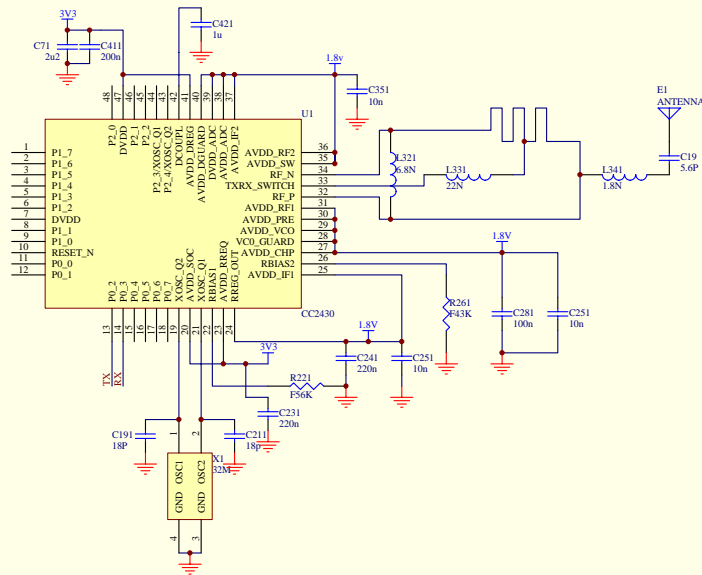 3V3
C421
1u
C71
2u2
C411
200n
1.8v
C351
10n
E1
ANTENNA
C19
5.6P
U1
48
47
46
45
44
43
42
41
40
39
38
37
P2_0
DVDD
P2_1
P2_2
P2_3/XOSC_Q1
P2_4/XOSC_Q2
DCOUPL
AVDD_DREG
AVDD_DGUARD
DVDD_ADC
AVDD_ADC
AVDD_IF2
1 P1_7
2 P1_6
3 P1_5
4 P1_4
5 P1_3
6 P1_2
7 DVDD
8 P1_1
9 P1_0
10 RESET_N
11 P0_0
12 P0_1
AVDD_RF2 36
AVDD_SW 35
RF_N 34
TXRX_SWITCH 33
RF_P 32
AVDD_RF1 31
AVDD_PRE 30
AVDD_VCO 29
VC0_GUARD 28
AVDD_CHP 27
RBIAS2 26
AVDD_IF1 25
L321
6.8N
L331
22N
L341
1.8N
P0_2
P0_3
P0_4
P0_5
P0_6
P0_7
XOSC_Q2
AVDD_SOC
XOSC_Q1
RBIAS1
AVDD_RREQ
RREG_OUT
CC2430
13
14
15
16
17
18
19
20
21
22
23
24
TX
RX
1.8V
R261
F43K
C281
100n
C251
10n
1.8V
3V3
C241
220n
C251
10n
R221
F56K
C231
220n
C191
18P
C211
18p
1
2
X1
32M
OSC1
OSC2
GND
GND
4
3